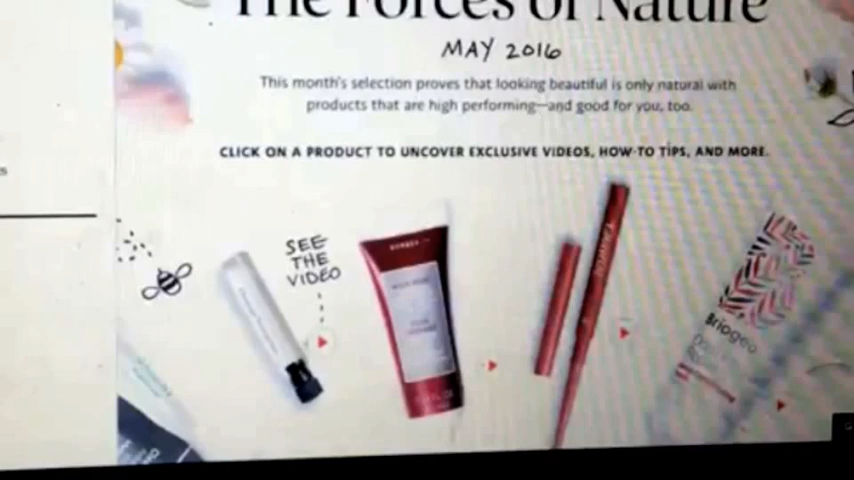 The Forces of Nature
MAY 2016
This month's selection proves that looking beautiful is only natural with
products that are high performing—and good for you, too.
CLICK ON A PRODUCT TO UNCOVER EXCLUSIVE VIDEOS, HOW-TO TIPS, AND MORE.
SEE
THE
VIDEO
KORRES
Briogeo